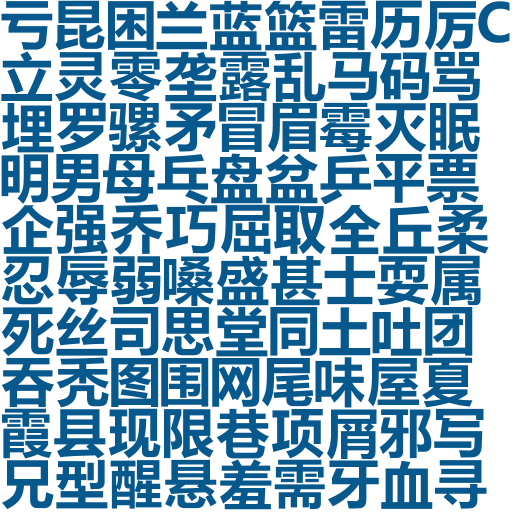 亏昆困兰蓝篮雷历厉C
立灵零垄露乱马码骂
埋罗骡矛冒眉霉灭眠
明男母乓盘盆乒平票
企强乔巧屈取全丘柔
忍辱弱嗓盛甚士耍属
死丝司思堂同土吐团
吞秃图围网尾味屋夏
霞县现限巷项屑邪写
兄型醒悬羞需牙血寻